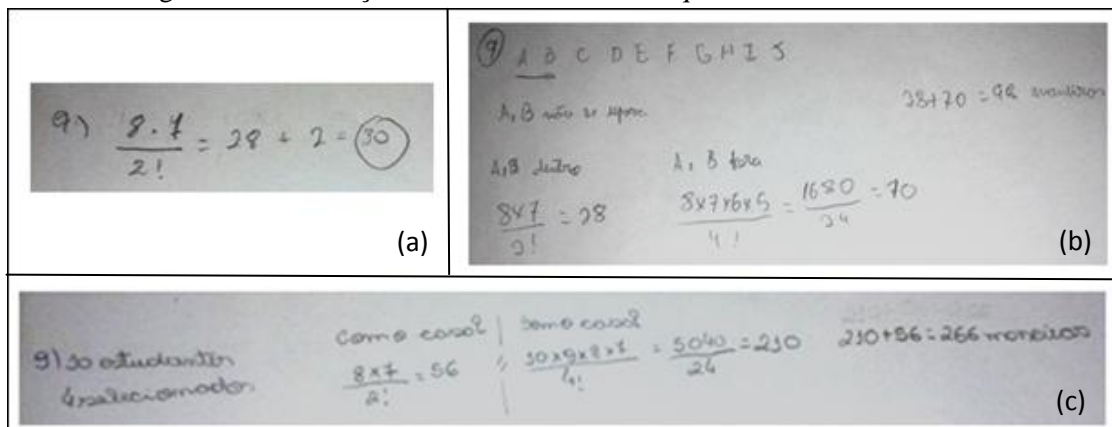 9) 8 · 7 / 2! = 28 + 2 = 30
(a)
9 A B C D E F G H I J
A, B não se separam
28+70 = 98 maneiras
A,B dentro A, B fora
8x7 / 2! = 28 8x7x6x5 / 4! = 1680 / 24 = 70
(b)
9) 10 estudantes
4 selecionados
com o casal sem o casal
8x7 / 2! = 56 10x9x8x7 / 4! = 5040 / 24 = 210 210+56=266 maneiras
(c)